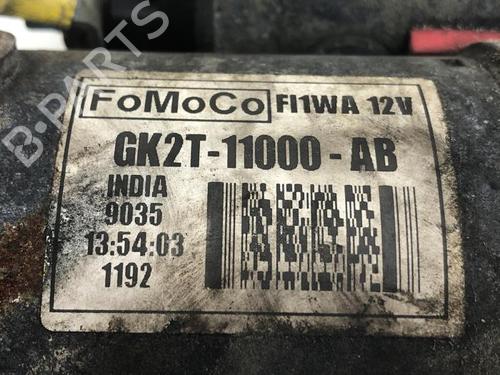 B-PARTS
FoMoCo FI1WA 12V
GK2T-11000-AB
INDIA
9035
13:54:03
1192